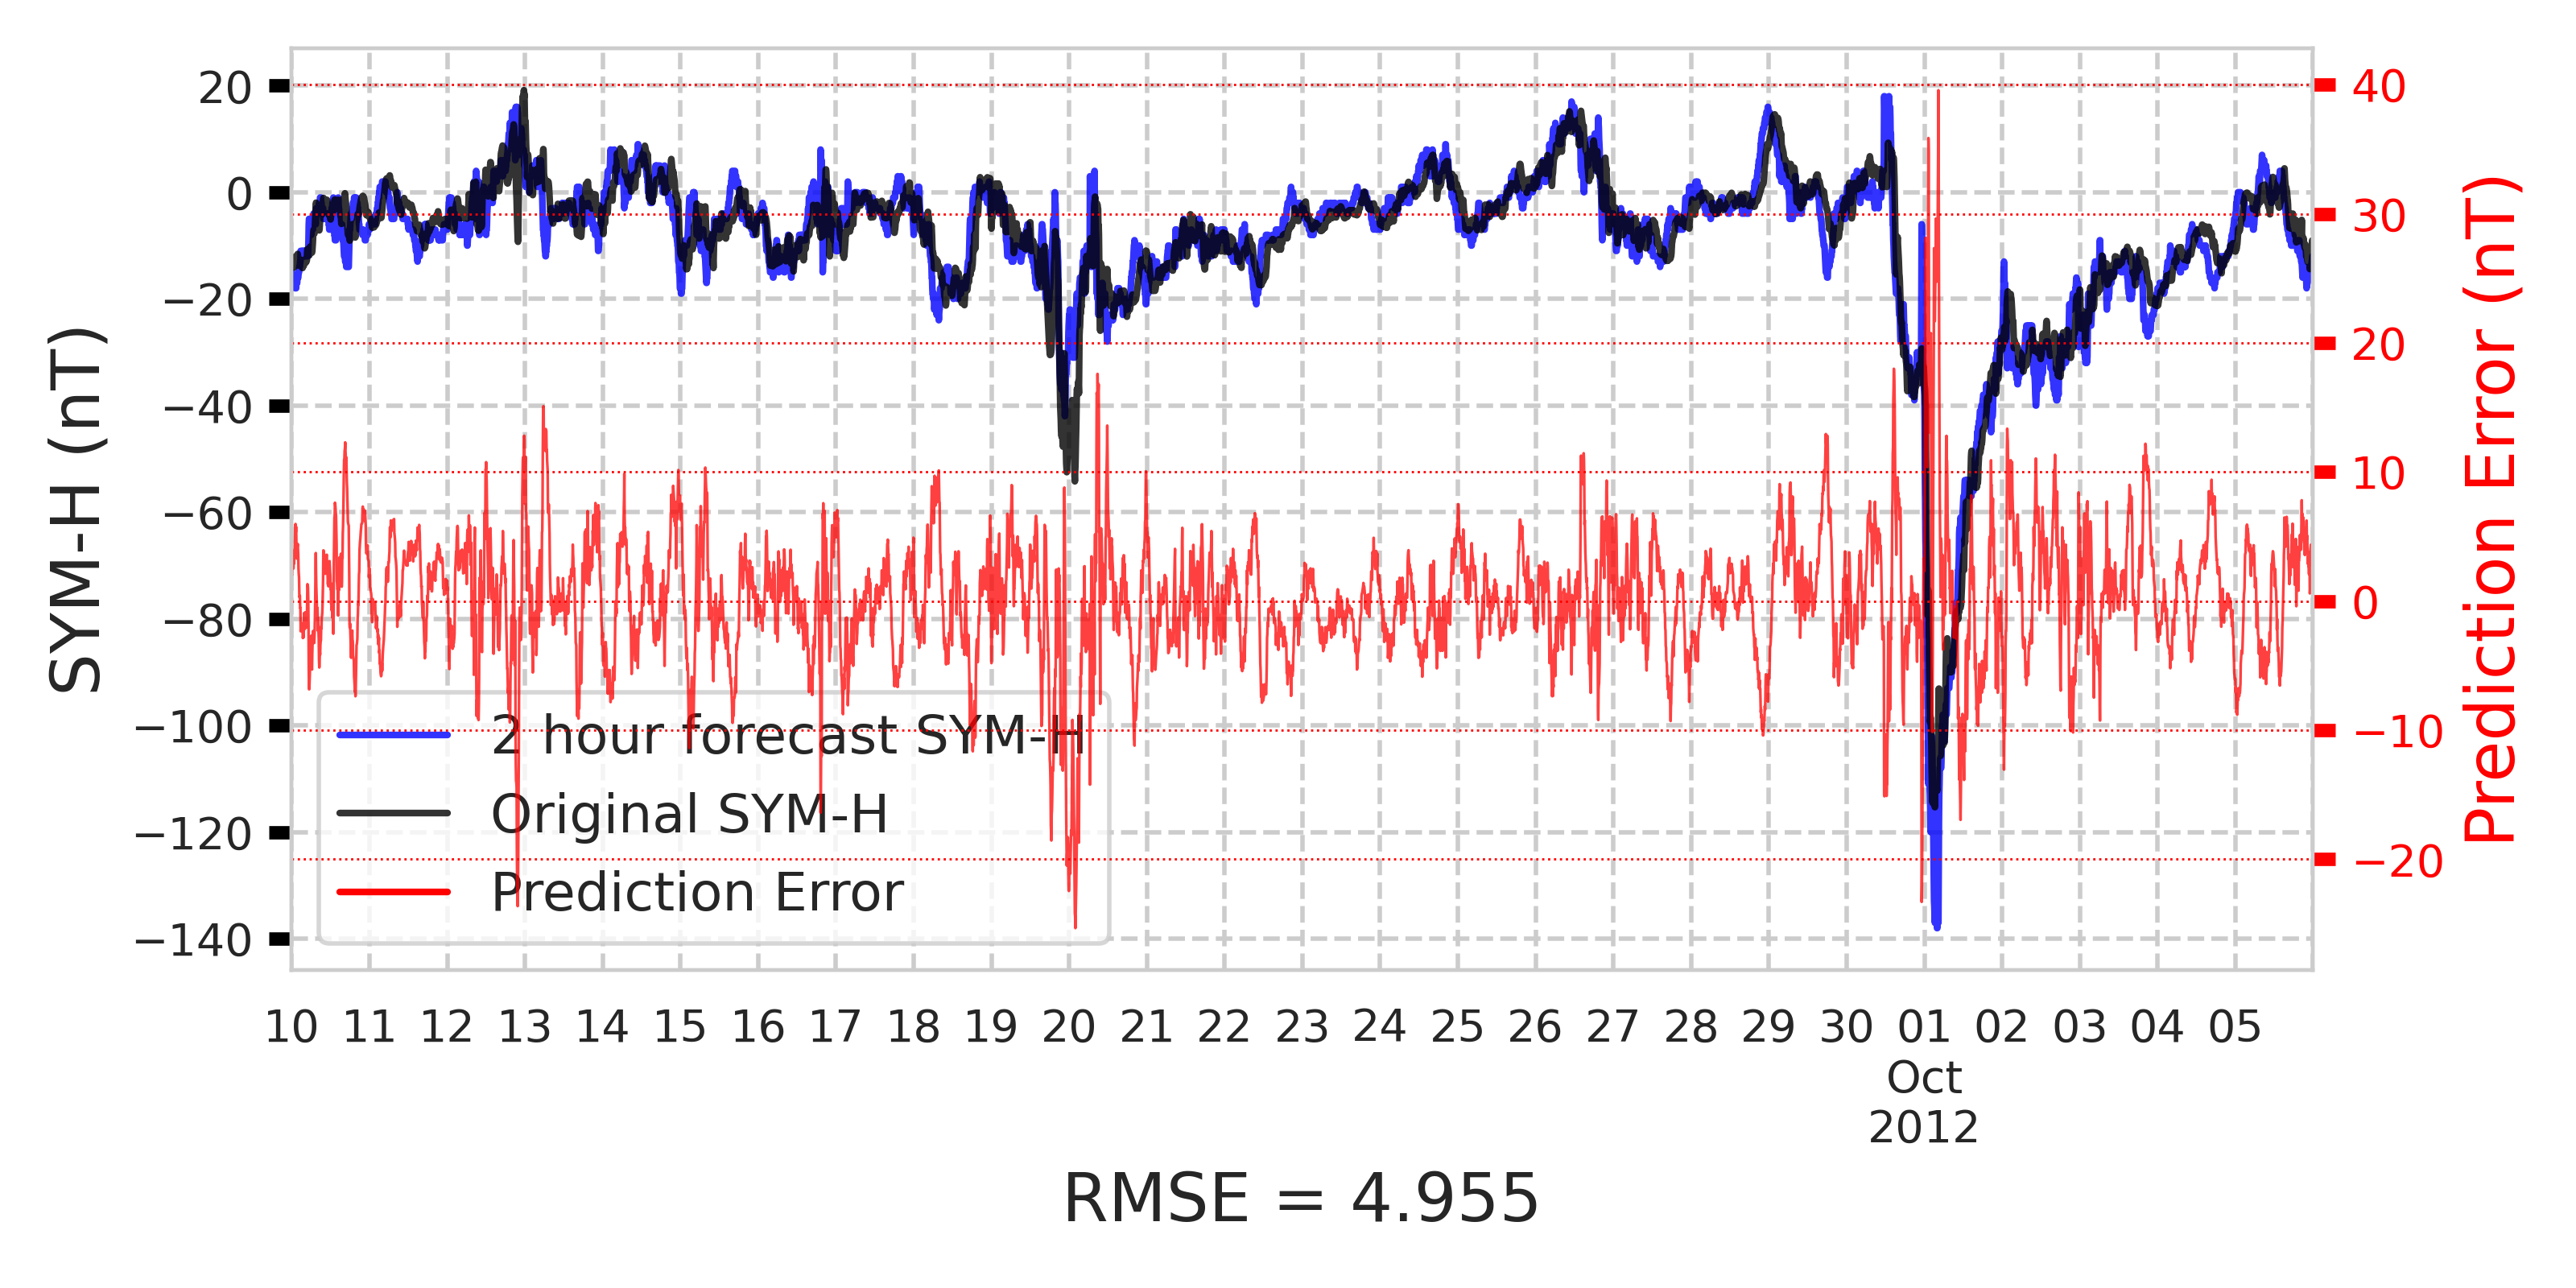 SYM-H (nT)
20
0
−20
−40
−60
−80
−100
−120
−140
2 hour forecast SYM-H
Original SYM-H
Prediction Error
40
30
20
10
0
−10
−20
Prediction Error (nT)
10 11 12 13 14 15 16 17 18 19 20 21 22 23 24 25 26 27 28 29 30 01 02 03 04 05
Oct
2012
RMSE = 4.955